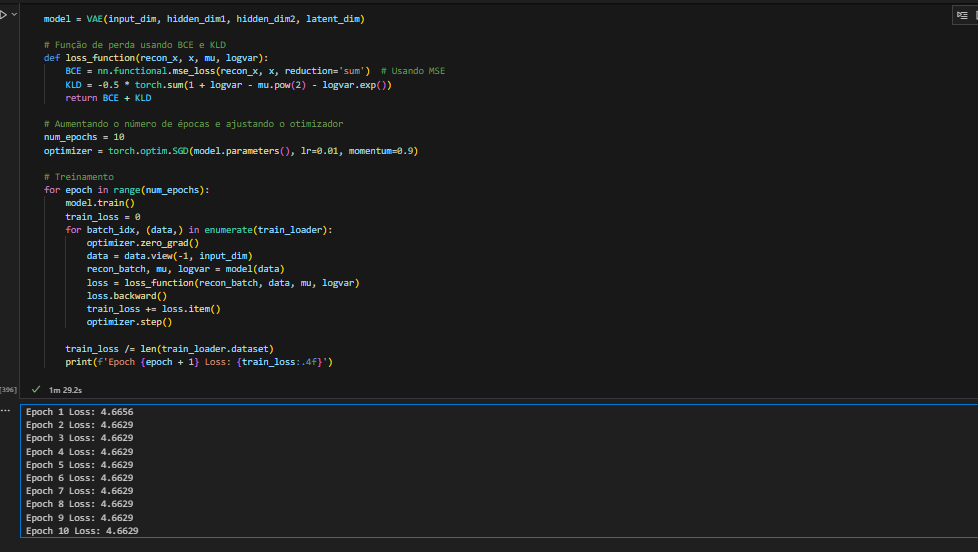 model = VAE(input_dim, hidden_dim1, hidden_dim2, latent_dim)
# Função de perda usando BCE e KLD
def loss_function(recon_x, x, mu, logvar):
    BCE = nn.functional.mse_loss(recon_x, x, reduction='sum')  # Usando MSE
    KLD = -0.5 * torch.sum(1 + logvar - mu.pow(2) - logvar.exp())
    return BCE + KLD
# Aumentando o número de épocas e ajustando o otimizador
num_epochs = 10
optimizer = torch.optim.SGD(model.parameters(), lr=0.01, momentum=0.9)
# Treinamento
for epoch in range(num_epochs):
    model.train()
    train_loss = 0
    for batch_idx, (data,) in enumerate(train_loader):
        optimizer.zero_grad()
        data = data.view(-1, input_dim)
        recon_batch, mu, logvar = model(data)
        loss = loss_function(recon_batch, data, mu, logvar)
        loss.backward()
        train_loss += loss.item()
        optimizer.step()
    train_loss /= len(train_loader.dataset)
    print(f'Epoch {epoch + 1} Loss: {train_loss:.4f}')
[396] 1m 29.2s
Epoch 1 Loss: 4.6656
Epoch 2 Loss: 4.6629
Epoch 3 Loss: 4.6629
Epoch 4 Loss: 4.6629
Epoch 5 Loss: 4.6629
Epoch 6 Loss: 4.6629
Epoch 7 Loss: 4.6629
Epoch 8 Loss: 4.6629
Epoch 9 Loss: 4.6629
Epoch 10 Loss: 4.6629